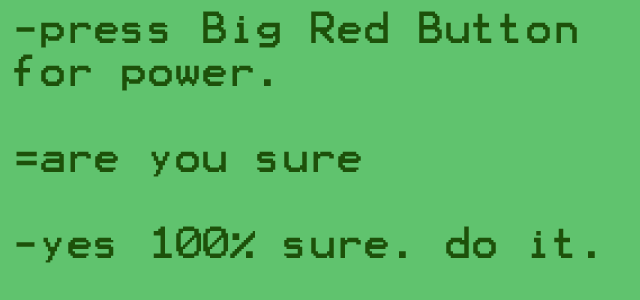 -press Big Red Button
for power.
=are you sure
-yes 100% sure. do it.